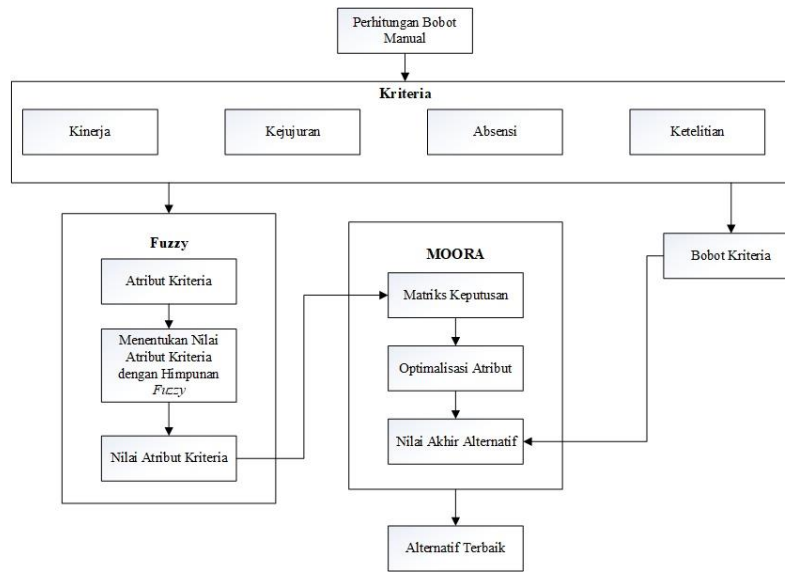 Perhitungan Bobot
Manual
Kriteria
Kinerja
Kejujuran
Absensi
Ketelitian
Fuzzy
Atribut Kriteria
Menentukan Nilai
Atribut Kriteria
dengan Himpunan
Fuzzy
Nilai Atribut Kriteria
MOORA
Matriks Keputusan
Optimalisasi Atribut
Nilai Akhir Alternatif
Bobot Kriteria
Alternatif Terbaik